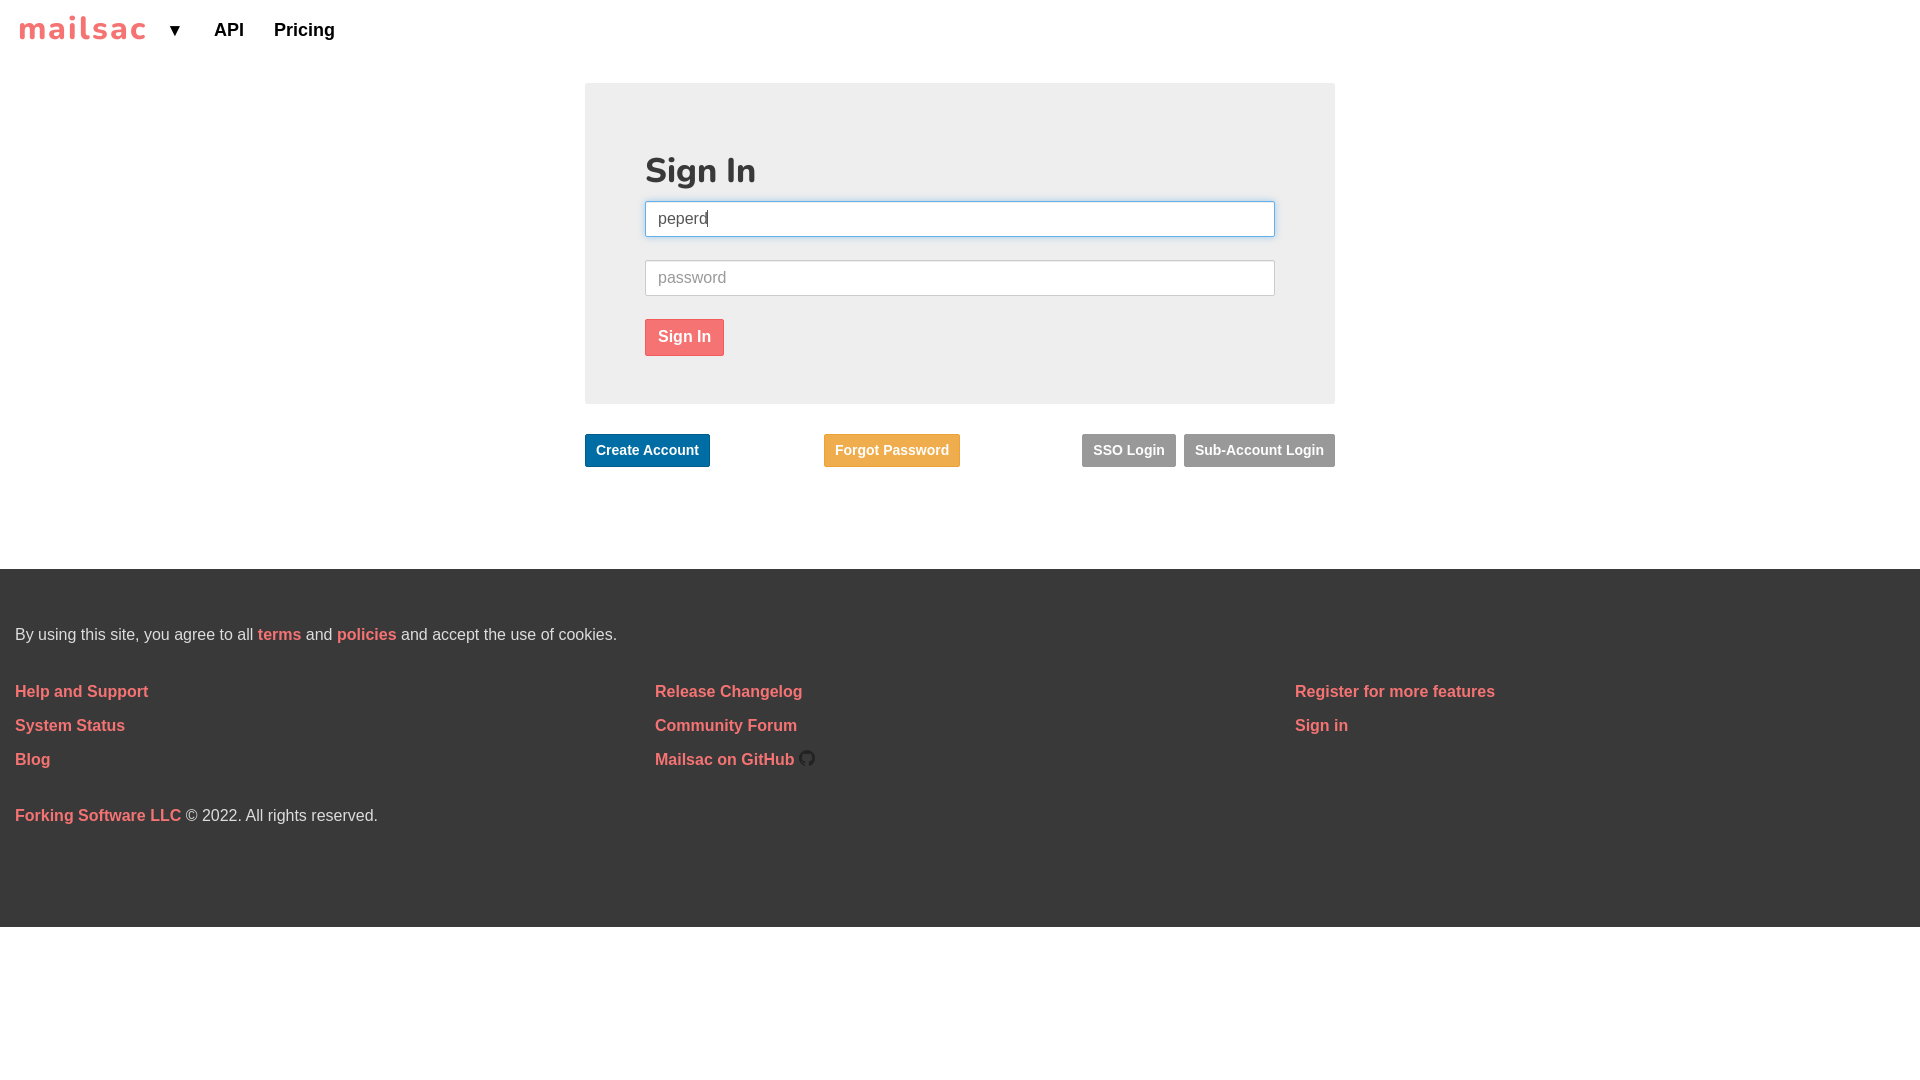 mailsac ▼ API Pricing
Sign In
peperd
password
Sign In
Create Account Forgot Password SSO Login Sub-Account Login
By using this site, you agree to all terms and policies and accept the use of cookies.
Help and Support Release Changelog Register for more features
System Status Community Forum Sign in
Blog Mailsac on GitHub
Forking Software LLC © 2022. All rights reserved.